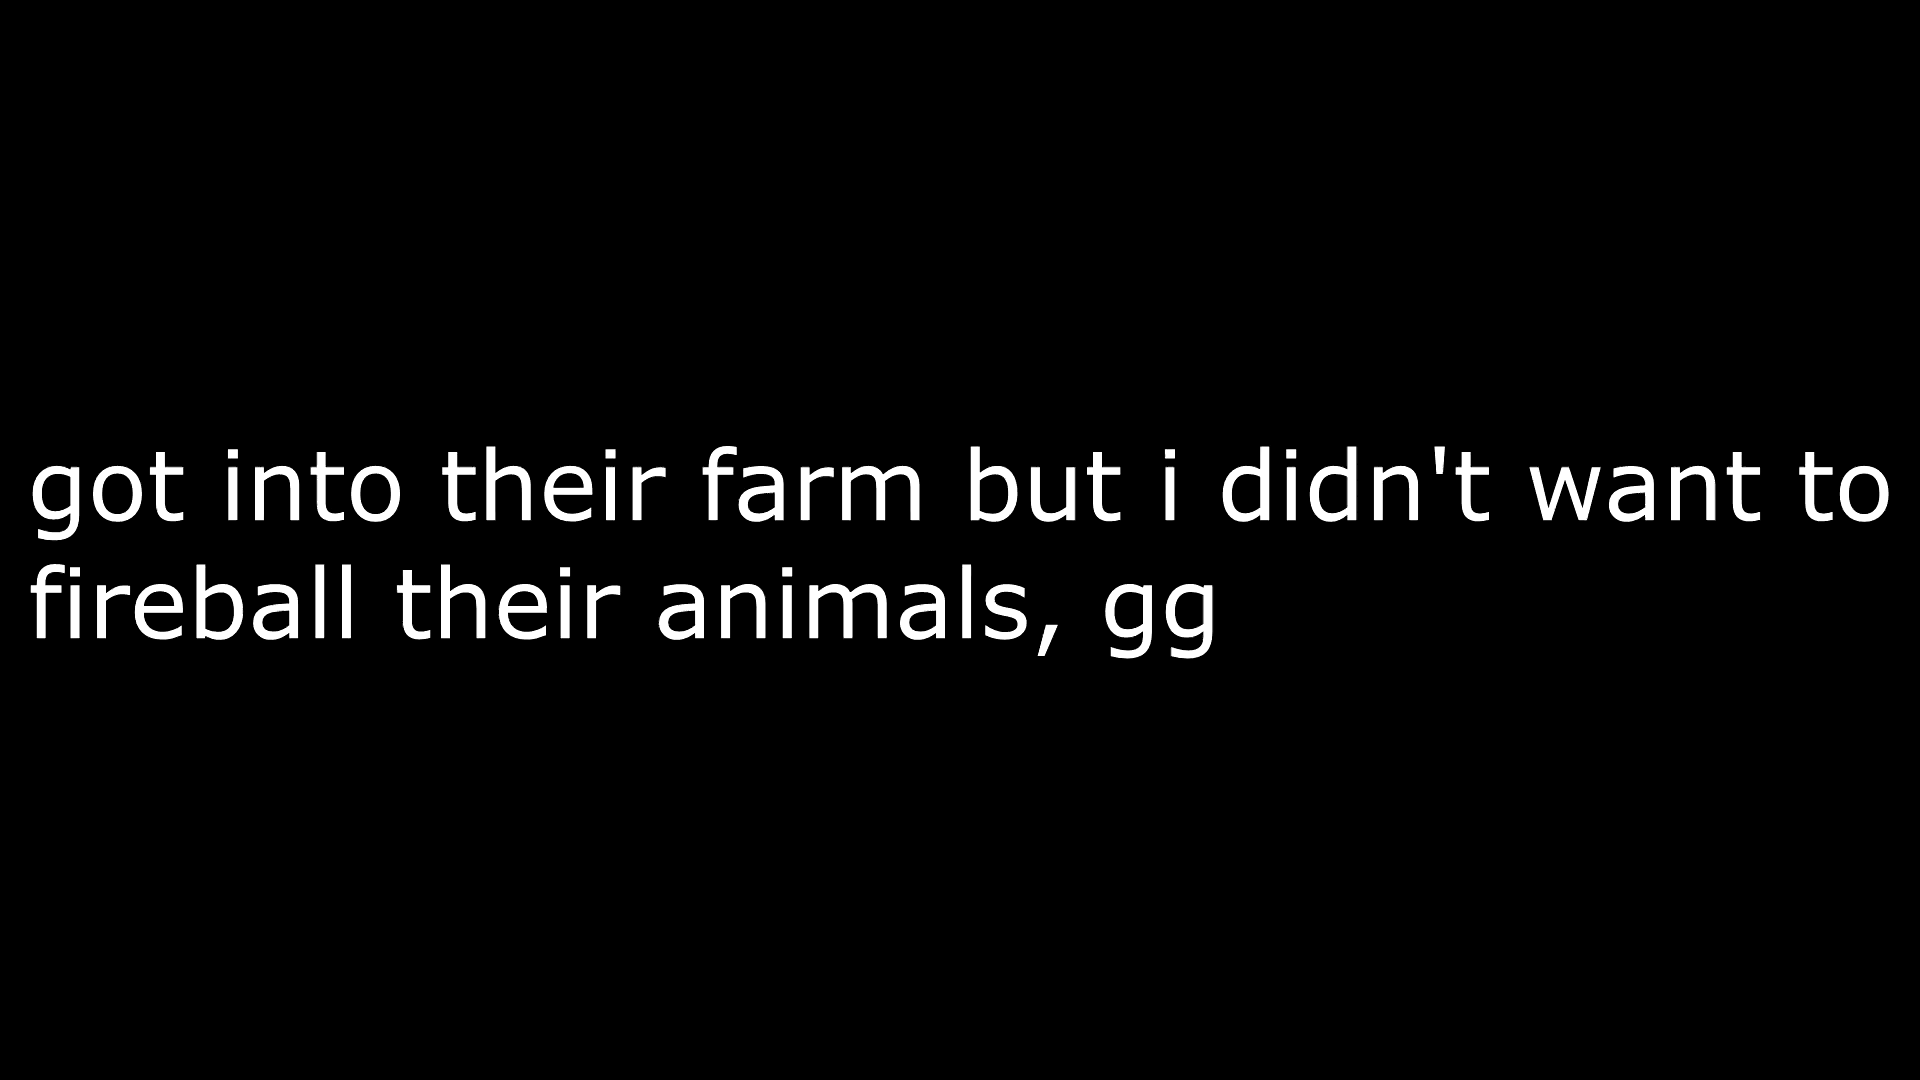 got into their farm but i didn't want to
fireball their animals, gg